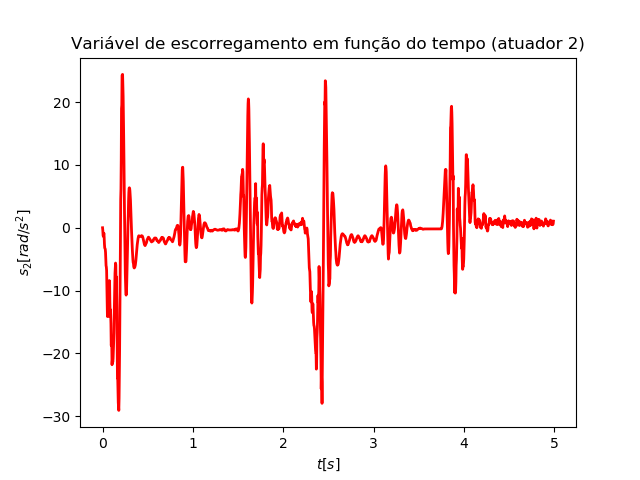 Variável de escorregamento em função do tempo (atuador 2)
s₂[rad/s²]
20
10
0
−10
−20
−30
0 1 2 3 4 5
t[s]